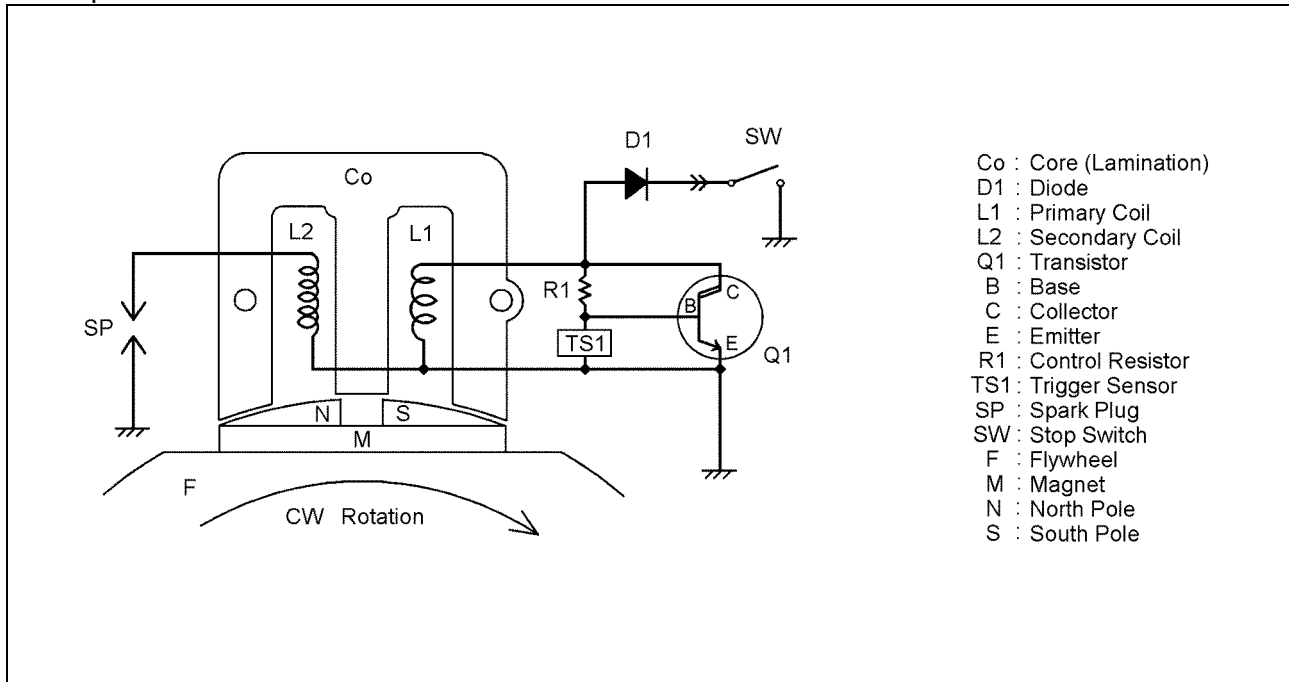 D1
SW
Co
L2
L1
R1
B
C
TS1
E
Q1
SP
N
S
M
F
CW Rotation
Co : Core (Lamination)
D1 : Diode
L1 : Primary Coil
L2 : Secondary Coil
Q1 : Transistor
B : Base
C : Collector
E : Emitter
R1 : Control Resistor
TS1 : Trigger Sensor
SP : Spark Plug
SW : Stop Switch
F : Flywheel
M : Magnet
N : North Pole
S : South Pole